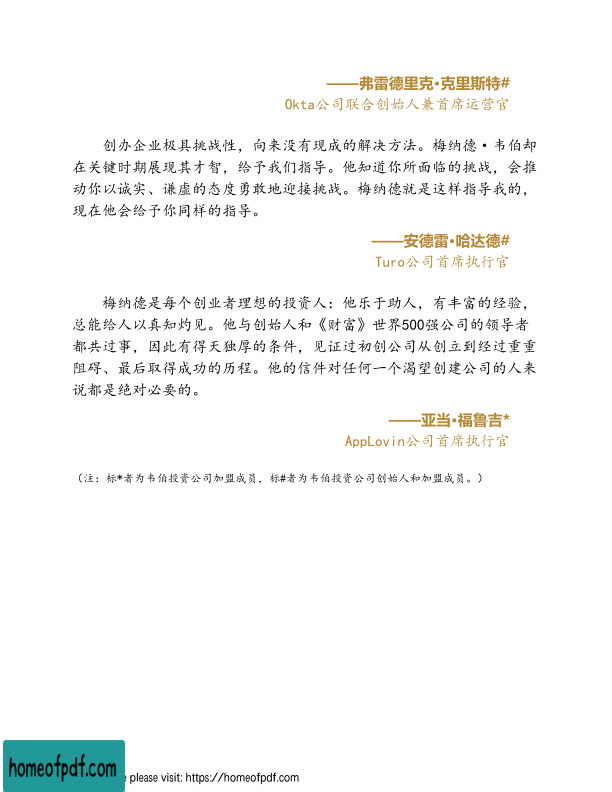 ——弗雷德里克·克里斯特#
Okta公司联合创始人兼首席运营官
创办企业极具挑战性，向来没有现成的解决方法。梅纳德·韦伯却
在关键时期展现其才智，给予我们指导。他知道你所面临的挑战，会推
动你以诚实、谦虚的态度勇敢地迎接挑战。梅纳德就是这样指导我的，
现在他会给予你同样的指导。
——安德雷·哈达德#
Turo公司首席执行官
梅纳德是每个创业者理想的投资人：他乐于助人，有丰富的经验，
总能给人以真知灼见。他与创始人和《财富》世界500强公司的领导者
都共过事，因此有得天独厚的条件，见证过初创公司从创立到经过重重
阻碍、最后取得成功的历程。他的信件对任何一个渴望创建公司的人来
说都是绝对必要的。
——亚当·福鲁吉*
AppLovin公司首席执行官
（注：标*者为韦伯投资公司加盟成员，标#者为韦伯投资公司创始人和加盟成员。）
homeofpdf.com
e please visit: https://homeofpdf.com